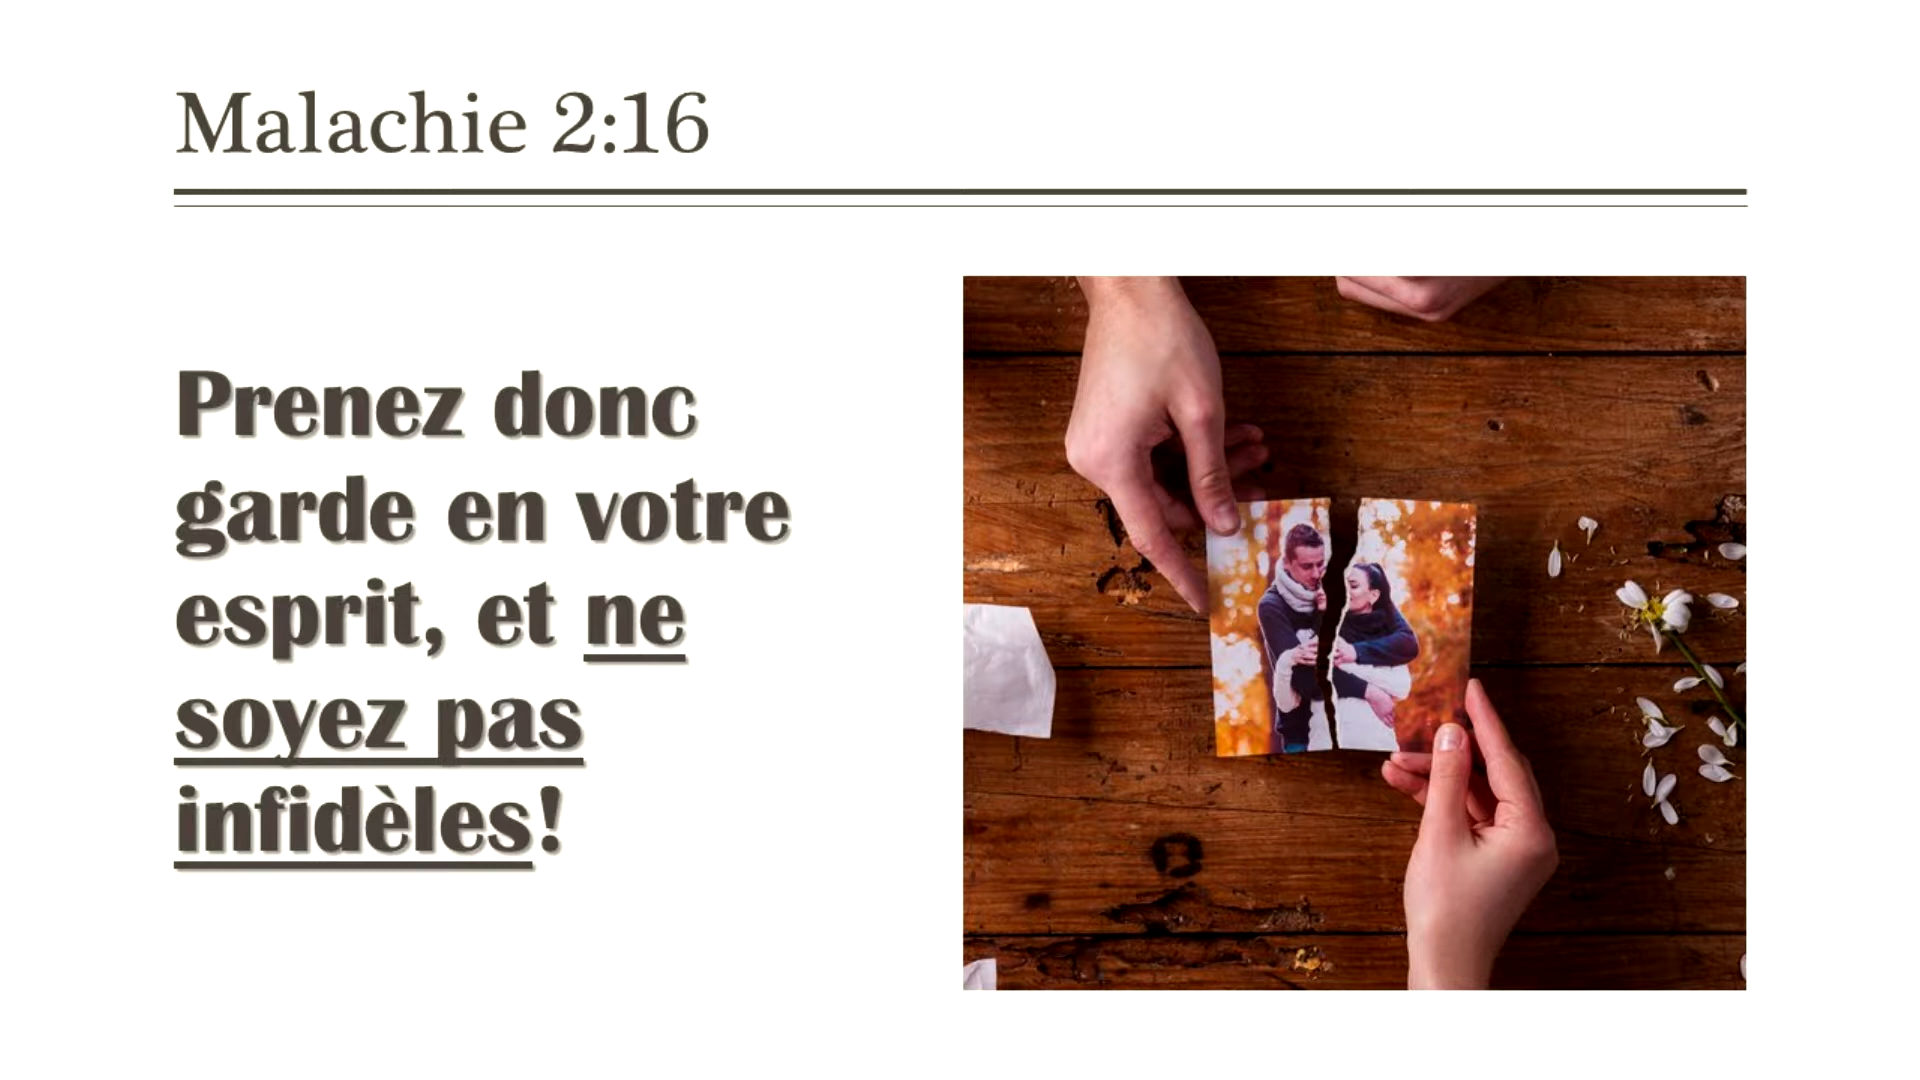 Malachie 2:16
Prenez donc
garde en votre
esprit, et ne
soyez pas
infidèles!